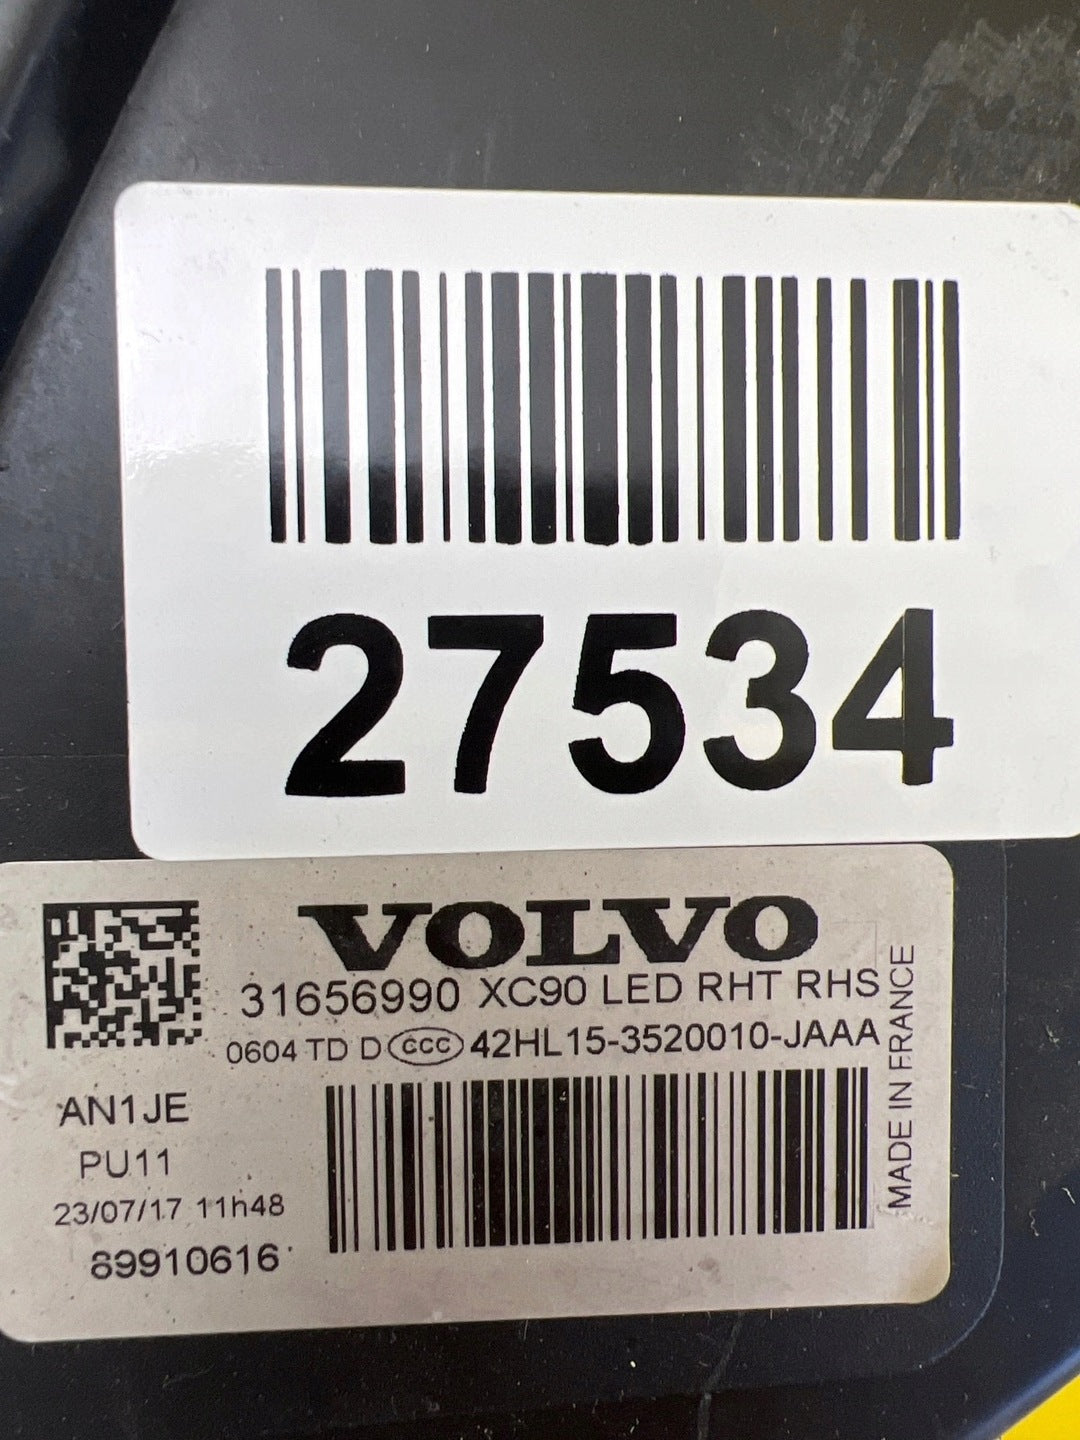 27534
VOLVO
31656990 XC90 LED RHT RHS
0604 TD D CCC 42HL15-3520010-JAAA
AN1JE
PU11
23/07/17 11h48
89910616
MADE IN FRANCE